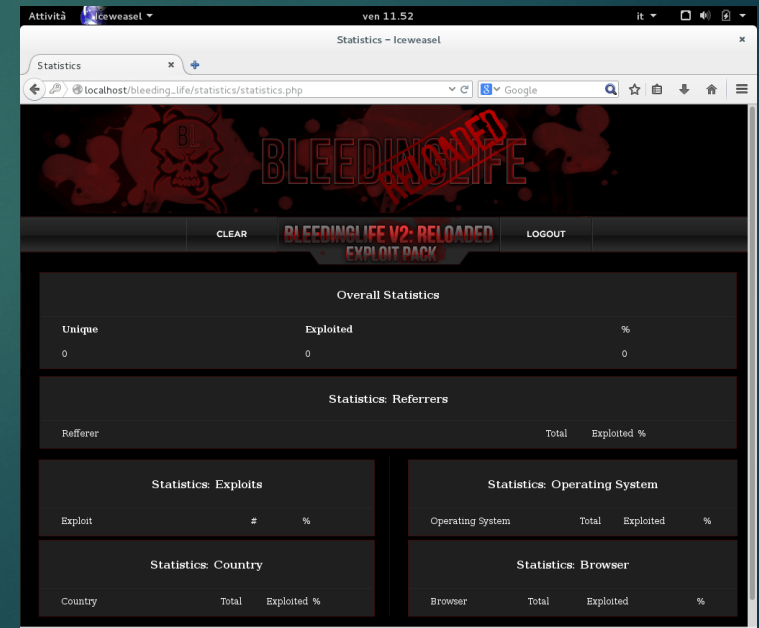 Attività Iceweasel ven 11.52 it
Statistics – Iceweasel
Statistics
localhost/bleeding_life/statistics/statistics.php Google
BL
BLEEDINGLIFE
RELOADED
CLEAR BLEEDINGLIFE V2: RELOADED LOGOUT
EXPLOIT PACK
Overall Statistics
Unique Exploited %
0 0 0
Statistics: Referrers
Refferer Total Exploited %
Statistics: Exploits
Exploit # %
Statistics: Operating System
Operating System Total Exploited %
Statistics: Country
Country Total Exploited %
Statistics: Browser
Browser Total Exploited %